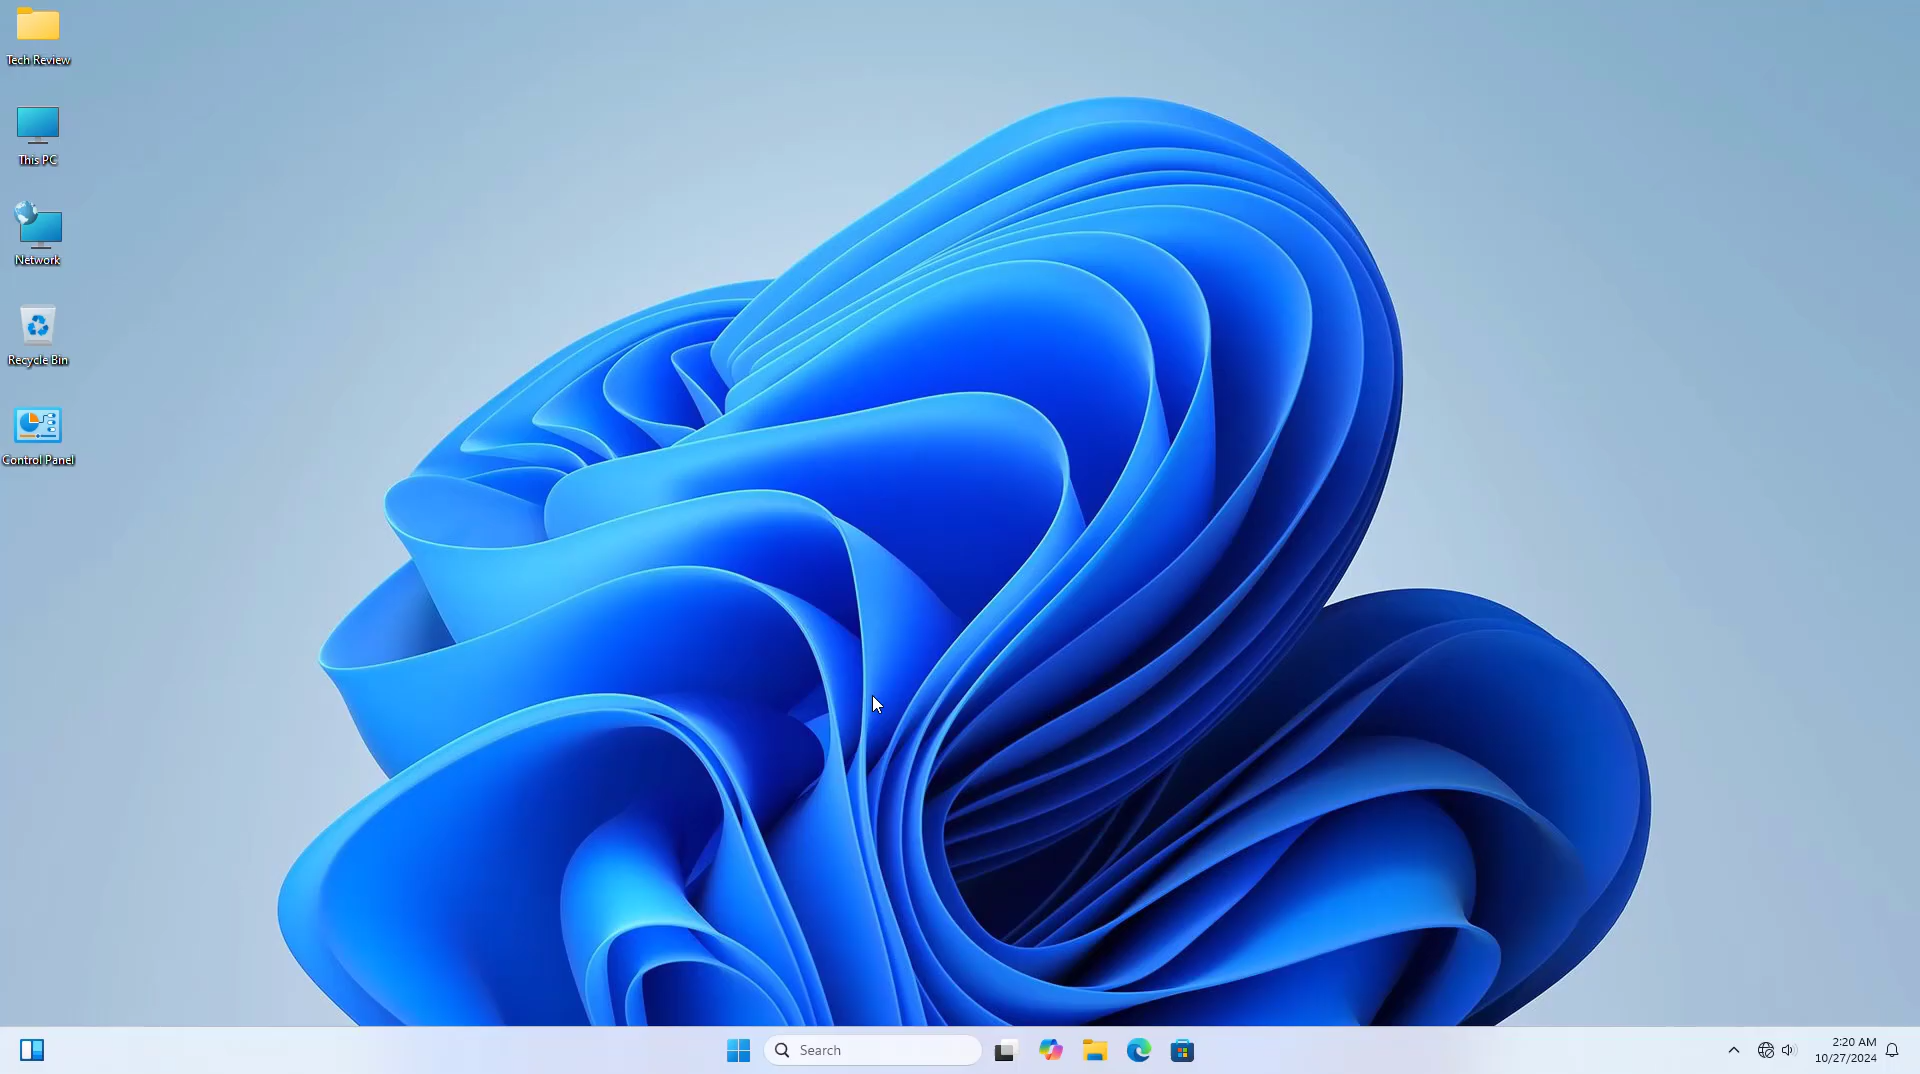 Tech Review
This PC
Network
Recycle Bin
Control Panel
Search
2:20 AM
10/27/2024